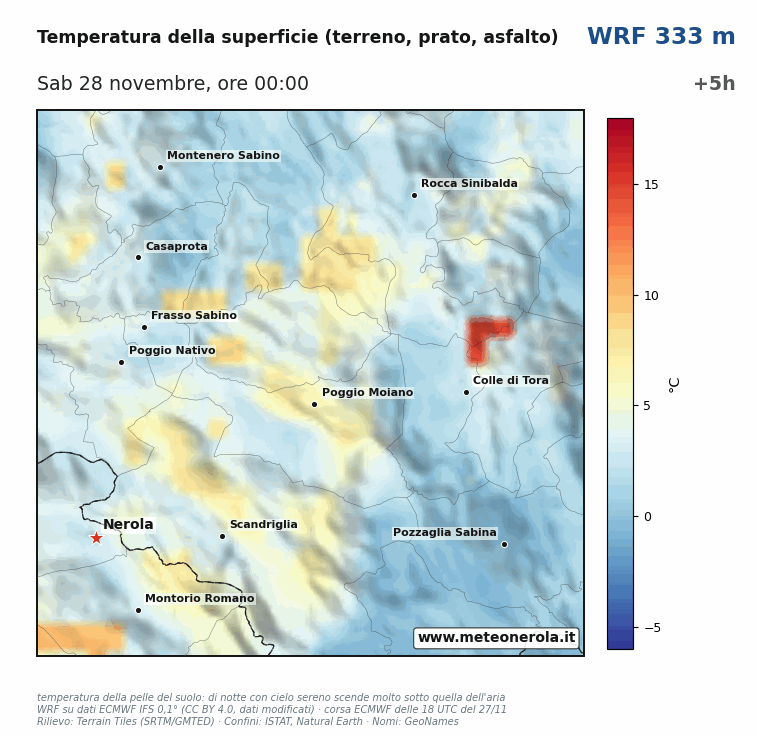 Temperatura della superficie (terreno, prato, asfalto) WRF 333 m
Sab 28 novembre, ore 00:00 +5h
Montenero Sabino
Rocca Sinibalda
Casaprota
Frasso Sabino
Poggio Nativo
Colle di Tora
Poggio Moiano
Nerola
Scandriglia
Pozzaglia Sabina
Montorio Romano
www.meteonerola.it
15
10
5
0
−5
°C
temperatura della pelle del suolo: di notte con cielo sereno scende molto sotto quella dell'aria
WRF su dati ECMWF IFS 0,1° (CC BY 4.0, dati modificati) · corsa ECMWF delle 18 UTC del 27/11
Rilievo: Terrain Tiles (SRTM/GMTED) · Confini: ISTAT, Natural Earth · Nomi: GeoNames